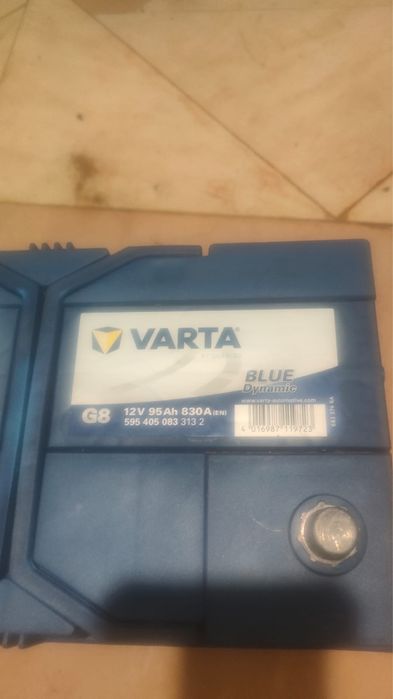 VARTA
BLUE
Dynamic
www.varta-automotive.com
G8
12V 95Ah 830A(EN)
595 405 083 313 2
4 016987 119723